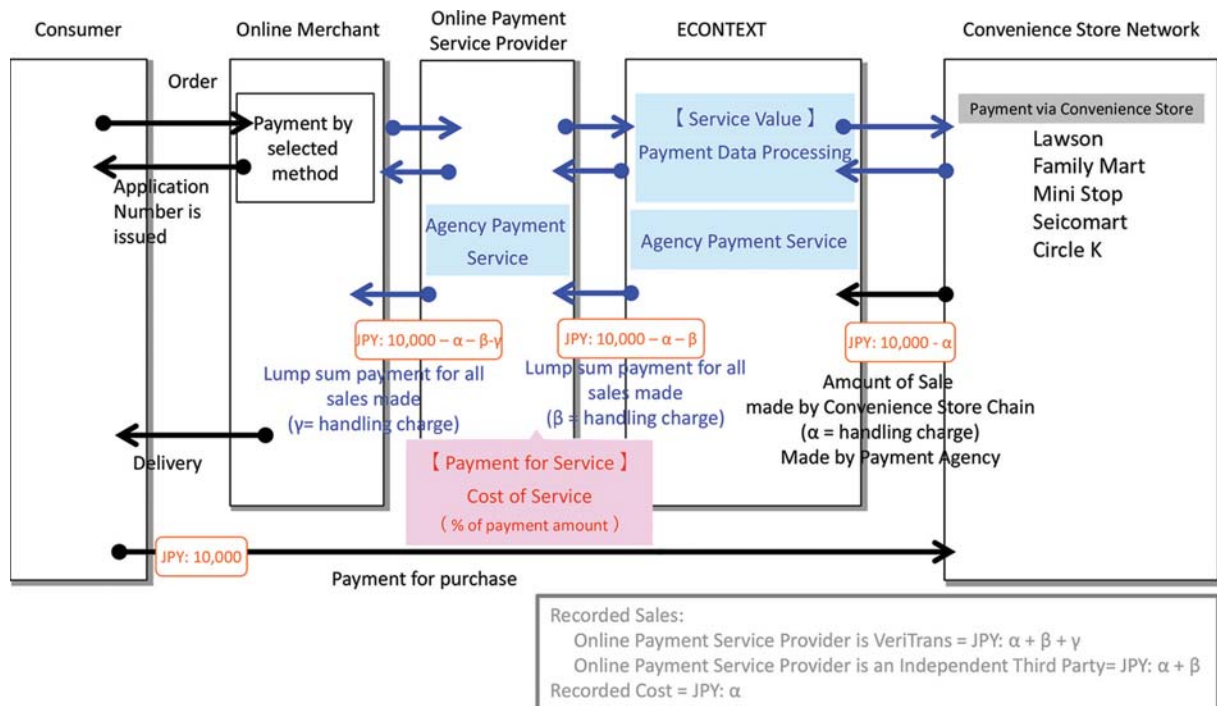 Consumer
Online Merchant
Online Payment
Service Provider
ECONTEXT
Convenience Store Network
Order
Payment by
selected
method
Application
Number is
issued
【 Service Value 】
Payment Data Processing
Payment via Convenience Store
Lawson
Family Mart
Mini Stop
Seicomart
Circle K
Agency Payment
Service
Agency Payment Service
JPY: 10,000 – α – β-γ
Lump sum payment for all
sales made
(γ= handling charge)
JPY: 10,000 – α – β
Lump sum payment for all
sales made
(β = handling charge)
JPY: 10,000 - α
Amount of Sale
made by Convenience Store Chain
(α = handling charge)
Made by Payment Agency
Delivery
【 Payment for Service 】
Cost of Service
( % of payment amount )
JPY: 10,000
Payment for purchase
Recorded Sales:
Online Payment Service Provider is VeriTrans = JPY: α + β + γ
Online Payment Service Provider is an Independent Third Party= JPY: α + β
Recorded Cost = JPY: α